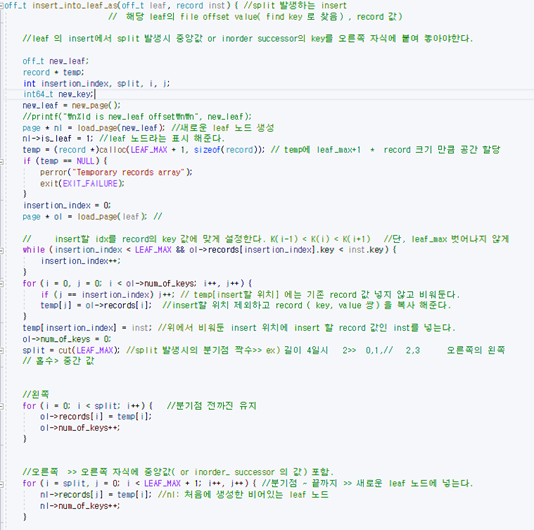 off_t insert_into_leaf_as(off_t leaf, record inst) { //split 발생하는 insert
// 해당 leaf의 file offset value( find key 로 찾음) , record 값)
//leaf 의 insert에서 split 발생시 중앙값 or inorder successor의 key를 오른쪽 자식에 붙여 좋아야한다.
off_t new_leaf;
record * temp;
int insertion_index, split, i, j;
int64_t new_key;
new_leaf = new_page();
//printf("\n%ld is new_leaf offset\n\n", new_leaf);
page * nl = load_page(new_leaf); //새로운 leaf 노드 생성
nl->is_leaf = 1; //leaf 노드라는 표시 해준다.
temp = (record *)calloc(LEAF_MAX + 1, sizeof(record)); // temp에 leaf_max+1 * record 크기 만큼 공간 할당
if (temp == NULL) {
perror("Temporary records array");
exit(EXIT_FAILURE);
}
insertion_index = 0;
page * ol = load_page(leaf); //
// insert할 idx를 record의 key 값에 맞게 설정한다. K(i-1) < K(i) < K(i+1) //단, leaf_max 벗어나지 않게
while (insertion_index < LEAF_MAX && ol->records[insertion_index].key < inst.key) {
insertion_index++;
}
for (i = 0, j = 0; i < ol->num_of_keys; i++, j++) {
if (j == insertion_index) j++; // temp[insert할 위치] 에는 기존 record 값 넣지 않고 비워둔다.
temp[j] = ol->records[i]; //insert할 위치 제외하고 record ( key, value 쌍) 을 복사 해준다.
}
temp[insertion_index] = inst; //위에서 비워둔 insert 위치에 insert 할 record 값인 inst를 넣는다.
ol->num_of_keys = 0;
split = cut(LEAF_MAX); //split 발생시의 분기점 짝수>> ex) 길이 4일시 2>> 0,1,// 2,3 오른쪽의 왼쪽
// 홀수> 중간 값
//왼쪽
for (i = 0; i < split; i++) { //분기점 전까진 유지
ol->records[i] = temp[i];
ol->num_of_keys++;
}
//오른쪽 >> 오른쪽 자식에 중앙값( or inorder_ successor 의 값) 포함.
for (i = split, j = 0; i < LEAF_MAX + 1; i++, j++) { //분기점 ~ 끝까지 >> 새로운 leaf 노드에 넣는다.
nl->records[j] = temp[i]; //nl: 처음에 생성한 비어있는 leaf 노드
nl->num_of_keys++;
}